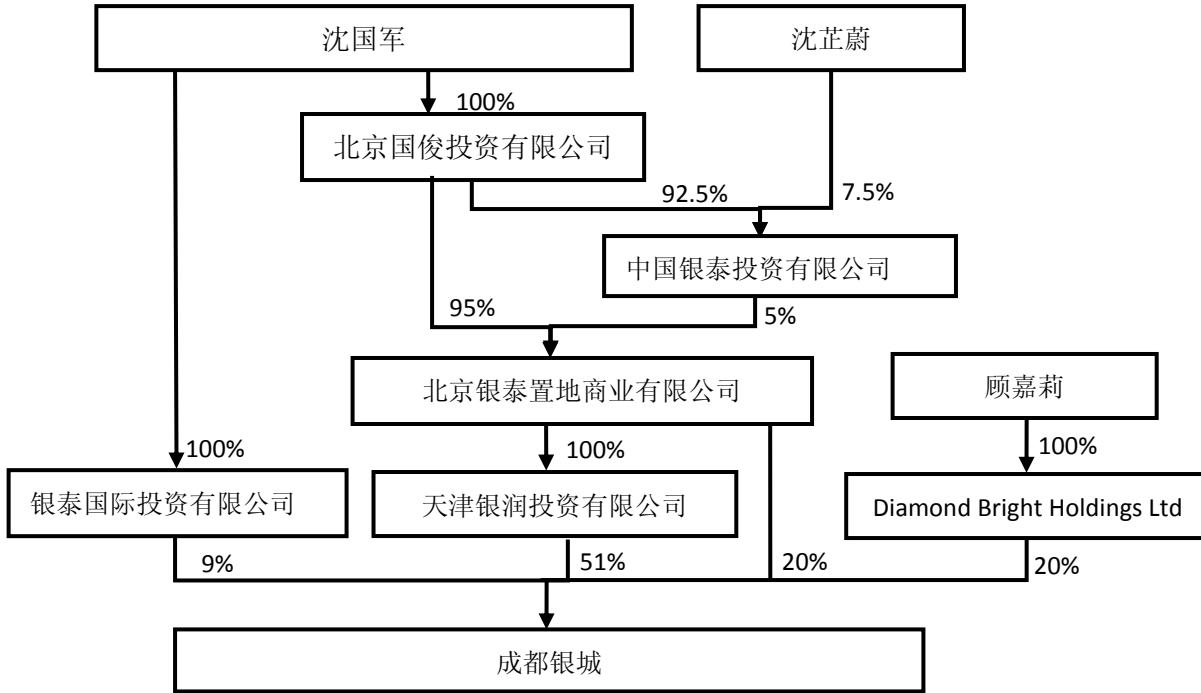 沈国军
沈芷蔚
100%
北京国俊投资有限公司
92.5%
7.5%
中国银泰投资有限公司
95%
5%
北京银泰置地商业有限公司
顾嘉莉
100%
100%
100%
银泰国际投资有限公司
天津银润投资有限公司
Diamond Bright Holdings Ltd
9%
51%
20%
20%
成都银城